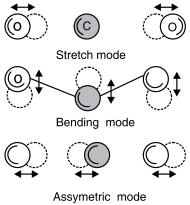 O C O
Stretch mode
O
Bending mode
Assymetric mode